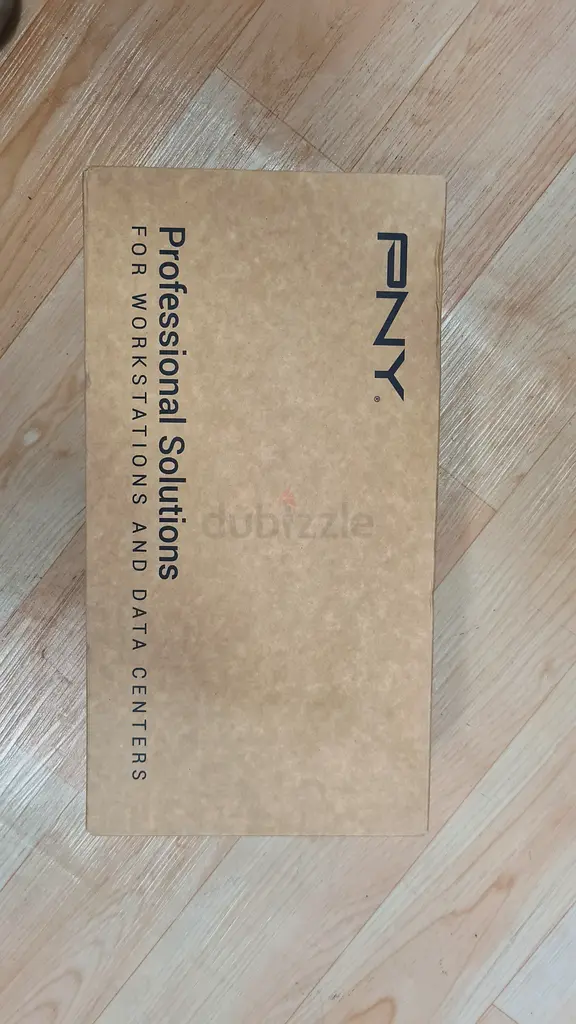 PNY®
Professional Solutions
FOR WORKSTATIONS AND DATA CENTERS
dubizzle